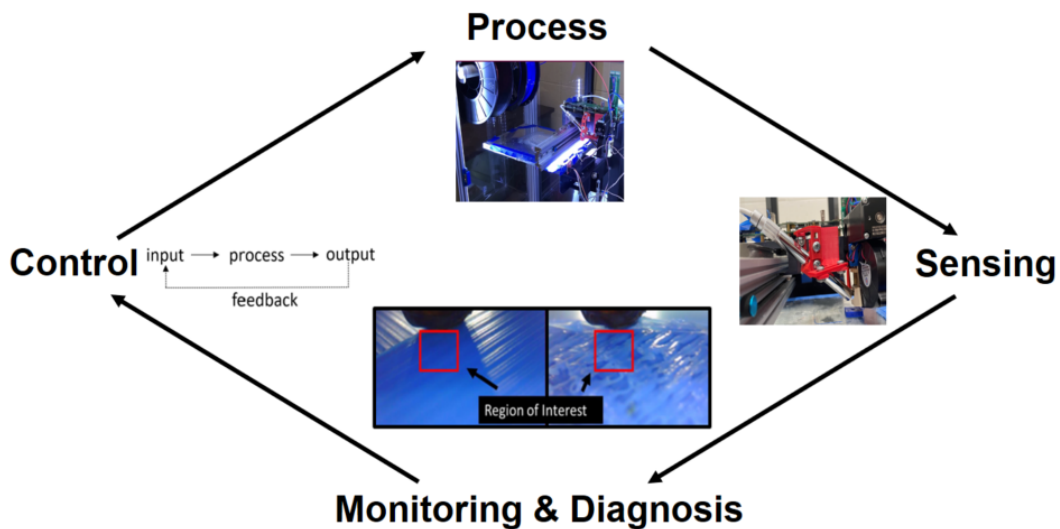 Process
Control
input process output
feedback
Sensing
Region of Interest
Monitoring & Diagnosis